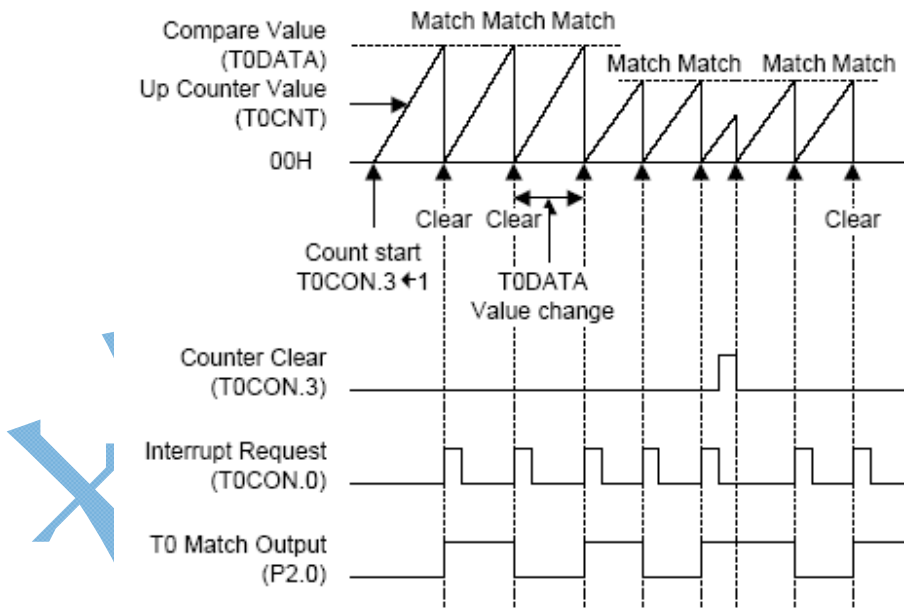 Compare Value
(T0DATA)
Match Match Match
Up Counter Value
(T0CNT)
Match Match Match Match
00H
Clear Clear Clear
Count start
T0CON.3 ←1
T0DATA
Value change
Counter Clear
(T0CON.3)
Interrupt Request
(T0CON.0)
T0 Match Output
(P2.0)